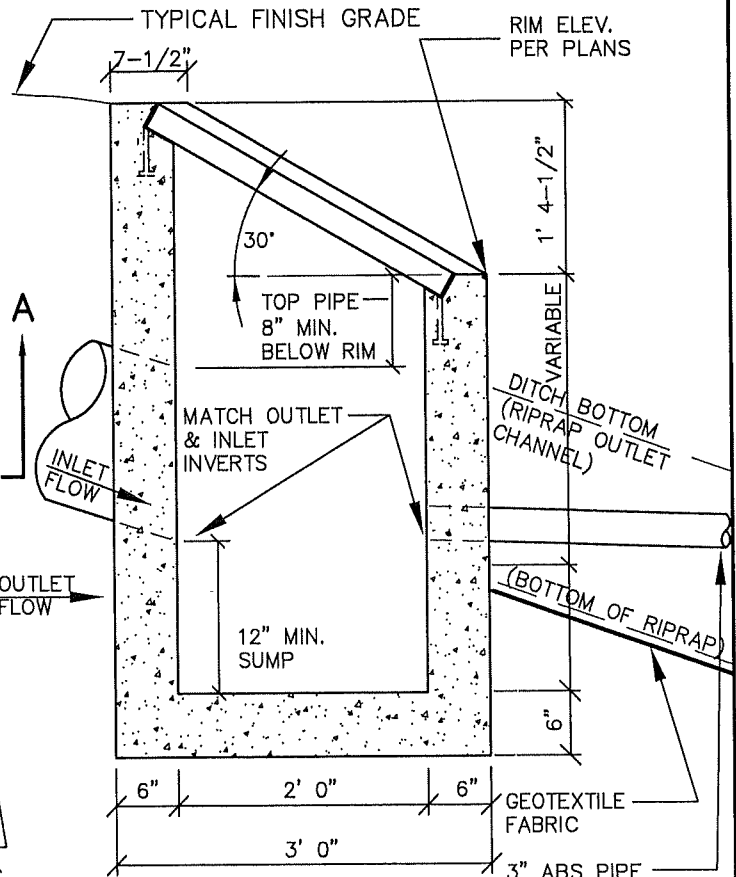 TYPICAL FINISH GRADE
RIM ELEV.
PER PLANS
7-1/2"
1' 4-1/2"
30°
A
TOP PIPE
8" MIN.
BELOW RIM
VARIABLE
DITCH BOTTOM
(RIPRAP OUTLET
CHANNEL)
MATCH OUTLET
& INLET
INVERTS
INLET
FLOW
OUTLET
FLOW
(BOTTOM OF RIPRAP)
12" MIN.
SUMP
6"
6"
2' 0"
6"
GEOTEXTILE
FABRIC
3' 0"
3" ABS PIPE